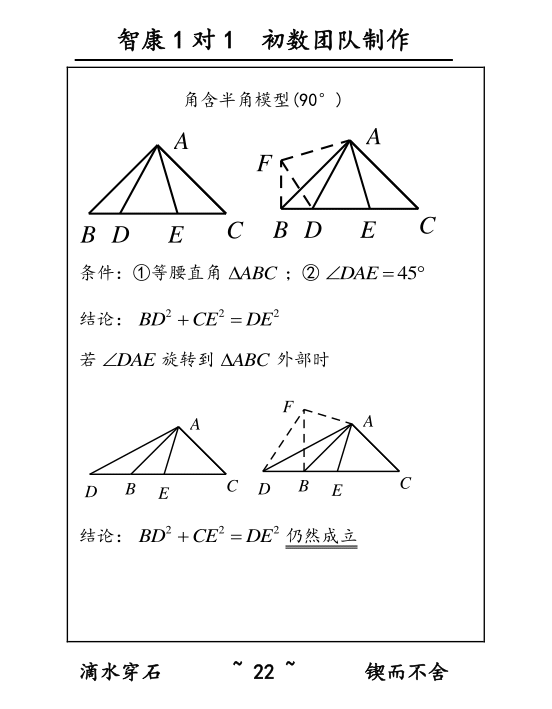 智康1对1 初数团队制作
角含半角模型(90°)
A
B D E C
F A
B D E C
条件：①等腰直角 ΔABC ；② ∠DAE = 45°
结论： BD² + CE² = DE²
若 ∠DAE 旋转到 ΔABC 外部时
A
D B E C
F A
D B E C
结论： BD² + CE² = DE² 仍然成立
滴水穿石 ~ 22 ~ 锲而不舍